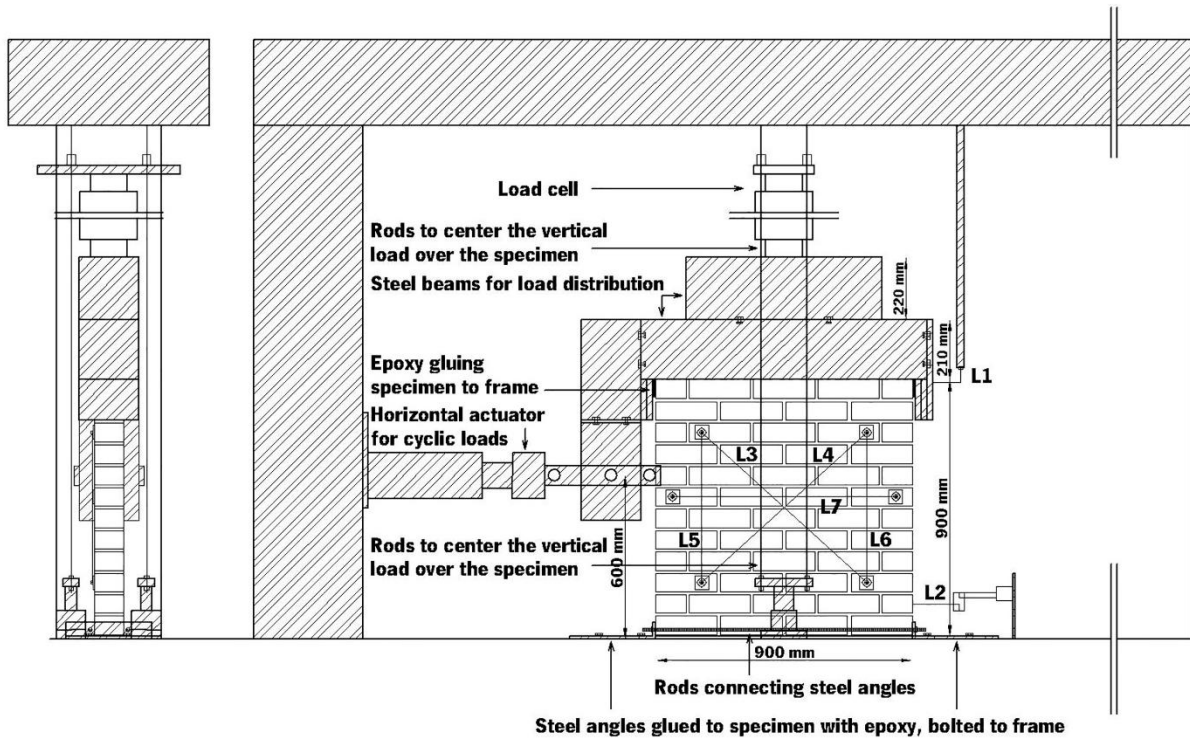 Load cell
Rods to center the vertical
load over the specimen
Steel beams for load distribution
220 mm
210 mm
Epoxy gluing
specimen to frame
L1
Horizontal actuator
for cyclic loads
L3
L4
L7
L5
L6
600 mm
900 mm
Rods to center the vertical
load over the specimen
L2
900 mm
Rods connecting steel angles
Steel angles glued to specimen with epoxy, bolted to frame